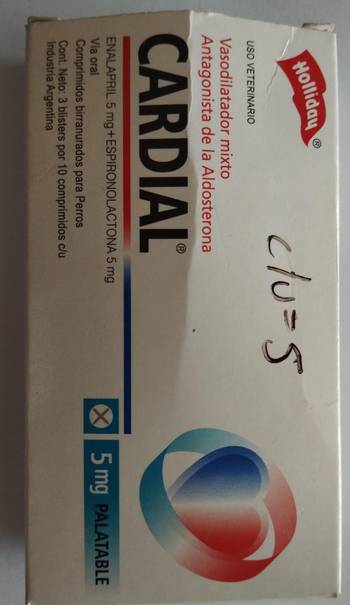 Holliday®
USO VETERINARIO
c/u = 5
Vasodilatador mixto
Antagonista de la Aldosterona
CARDIAL®
ENALAPRIL 5 mg + ESPIRONOLACTONA 5 mg
Vía oral
Comprimidos birranurados para Perros
Cont. Neto: 3 blisters por 10 comprimidos c/u
Industria Argentina
5 mg PALATABLE